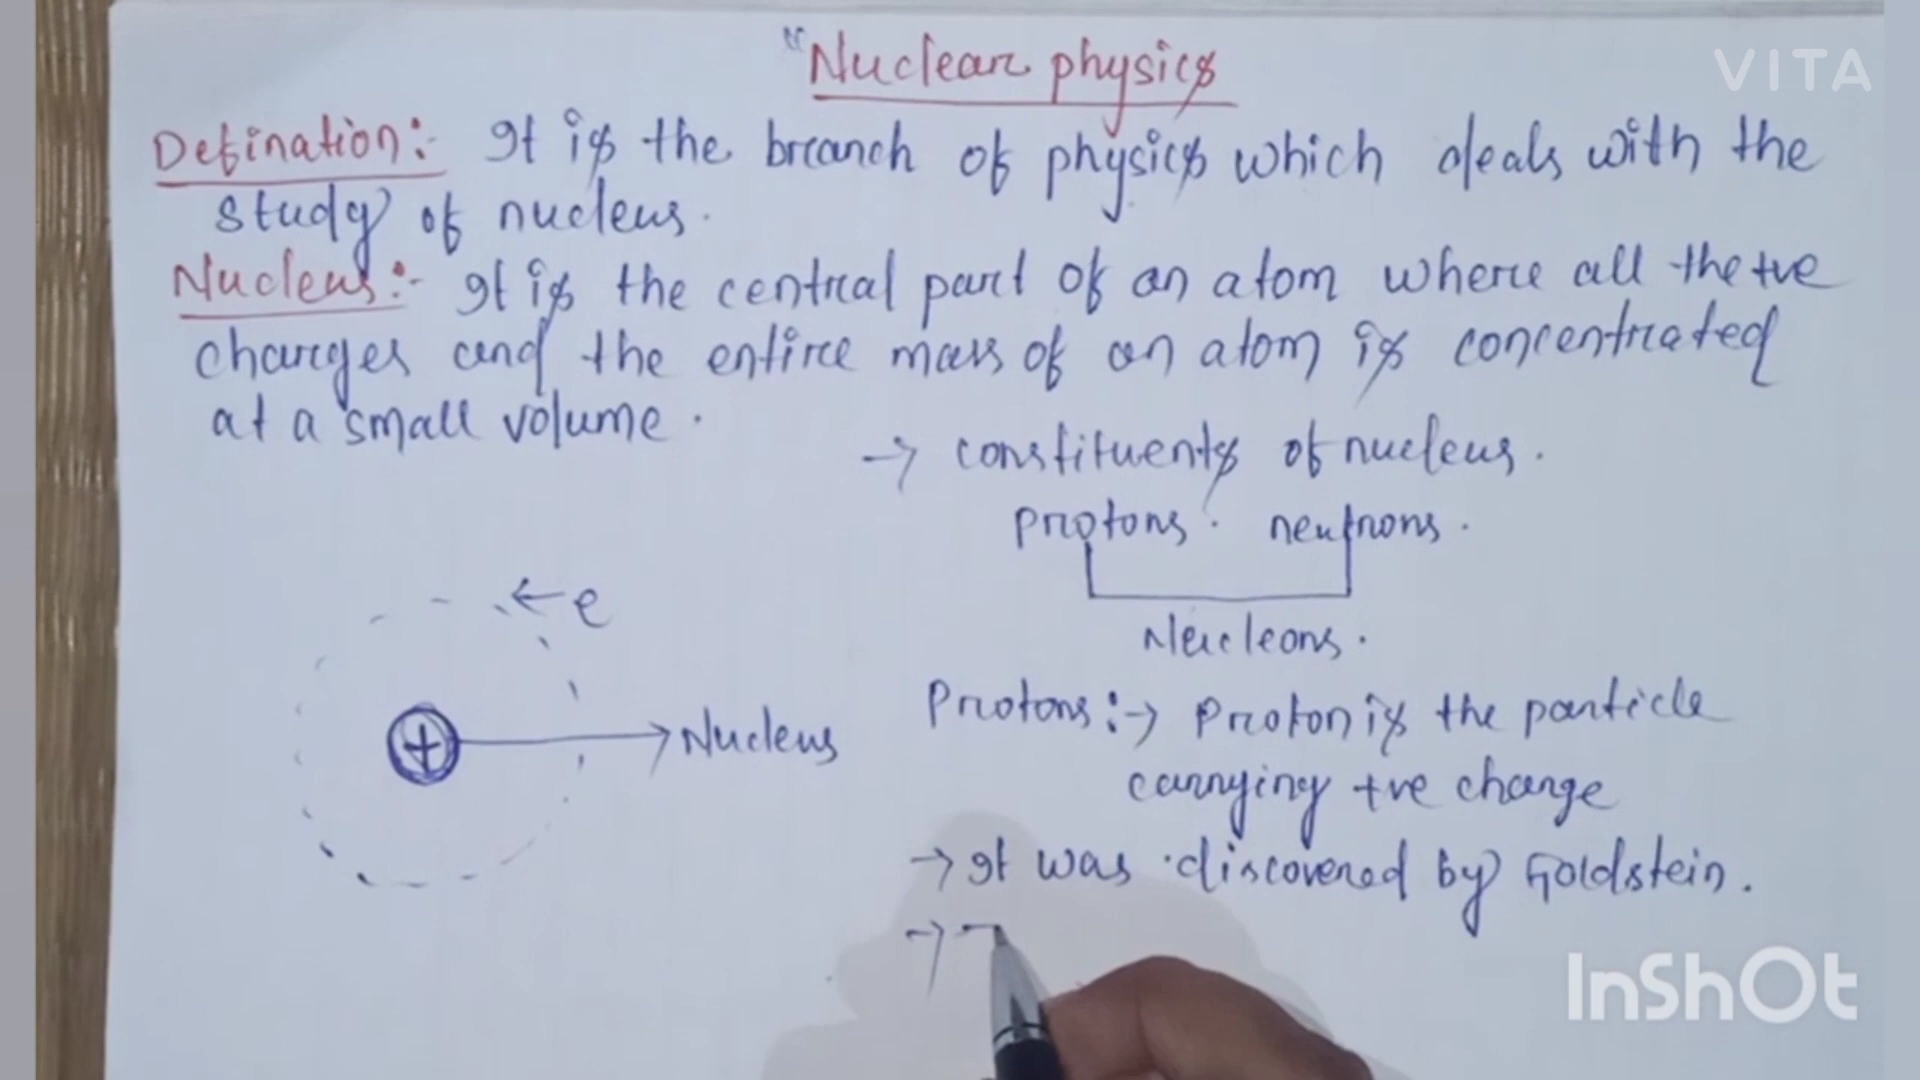 "Nuclear physics
VITA
Defination:- It is the branch of physics which deals with the
study of nucleus.
Nucleus:- It is the central part of an atom where all the +ve
charges and the entire mass of an atom is concentrated
at a small volume.
→ constituents of nucleus.
protons. neutrons.
Nucleons.
← e
+ → Nucleus
Protons:→ Proton is the particle
carrying +ve charge
→ It was discovered by Goldstein.
→
InShOt